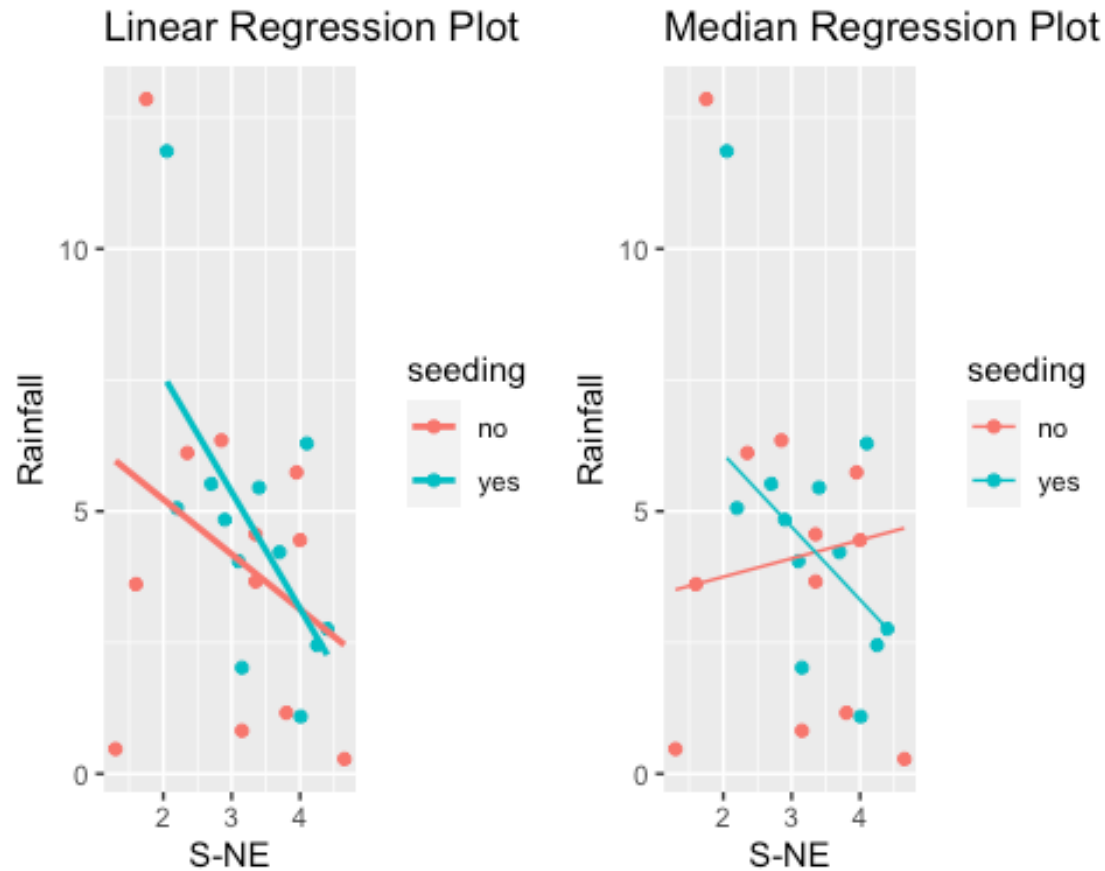 Linear Regression Plot
Rainfall
10
5
0
2 3 4
S-NE
seeding
no
yes
Median Regression Plot
Rainfall
10
5
0
2 3 4
S-NE
seeding
no
yes